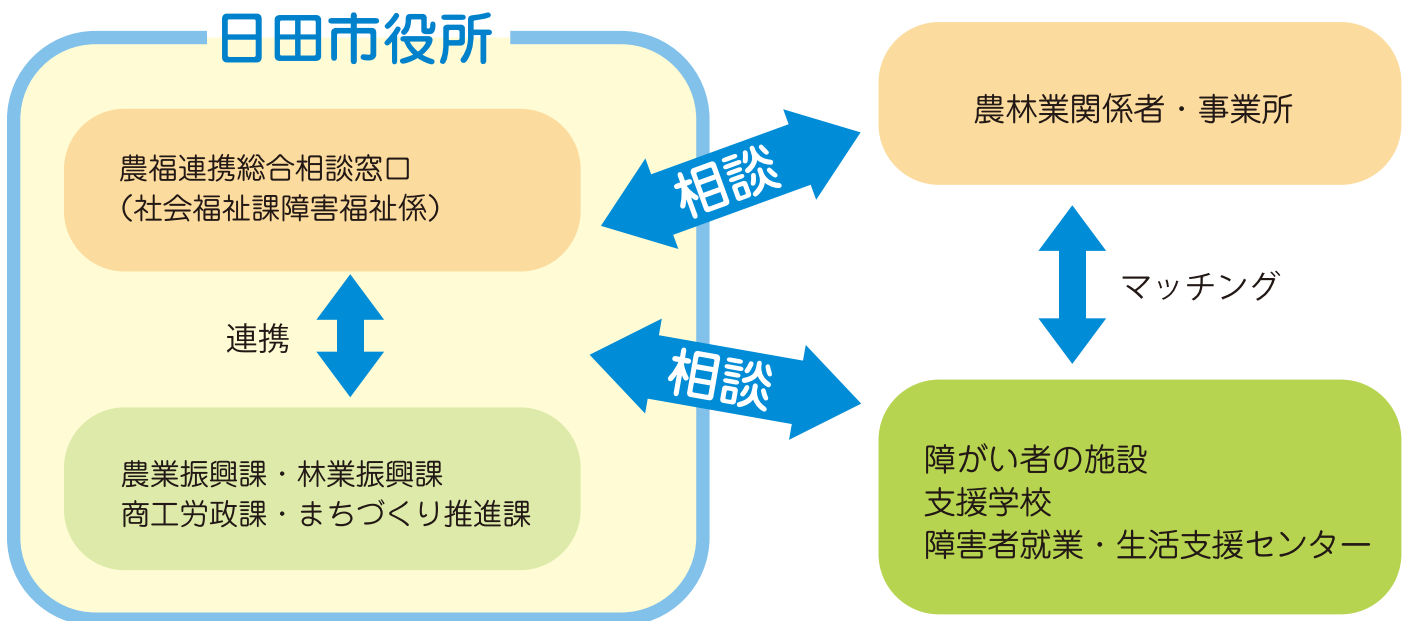 日田市役所
農福連携総合相談窓口
（社会福祉課障害福祉係）
連携
農業振興課・林業振興課
商工労政課・まちづくり推進課
相談
相談
農林業関係者・事業所
マッチング
障がい者の施設
支援学校
障害者就業・生活支援センター